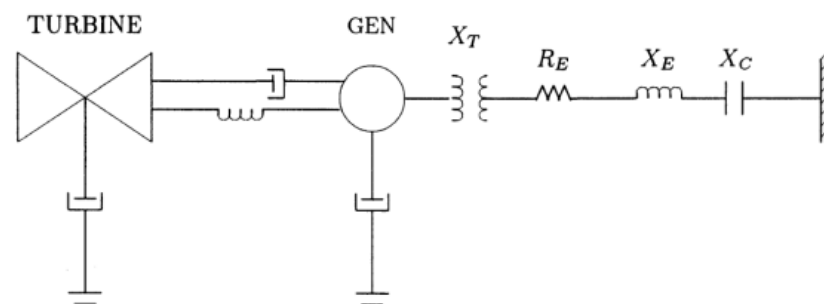 TURBINE
GEN
X_T
R_E
X_E
X_C